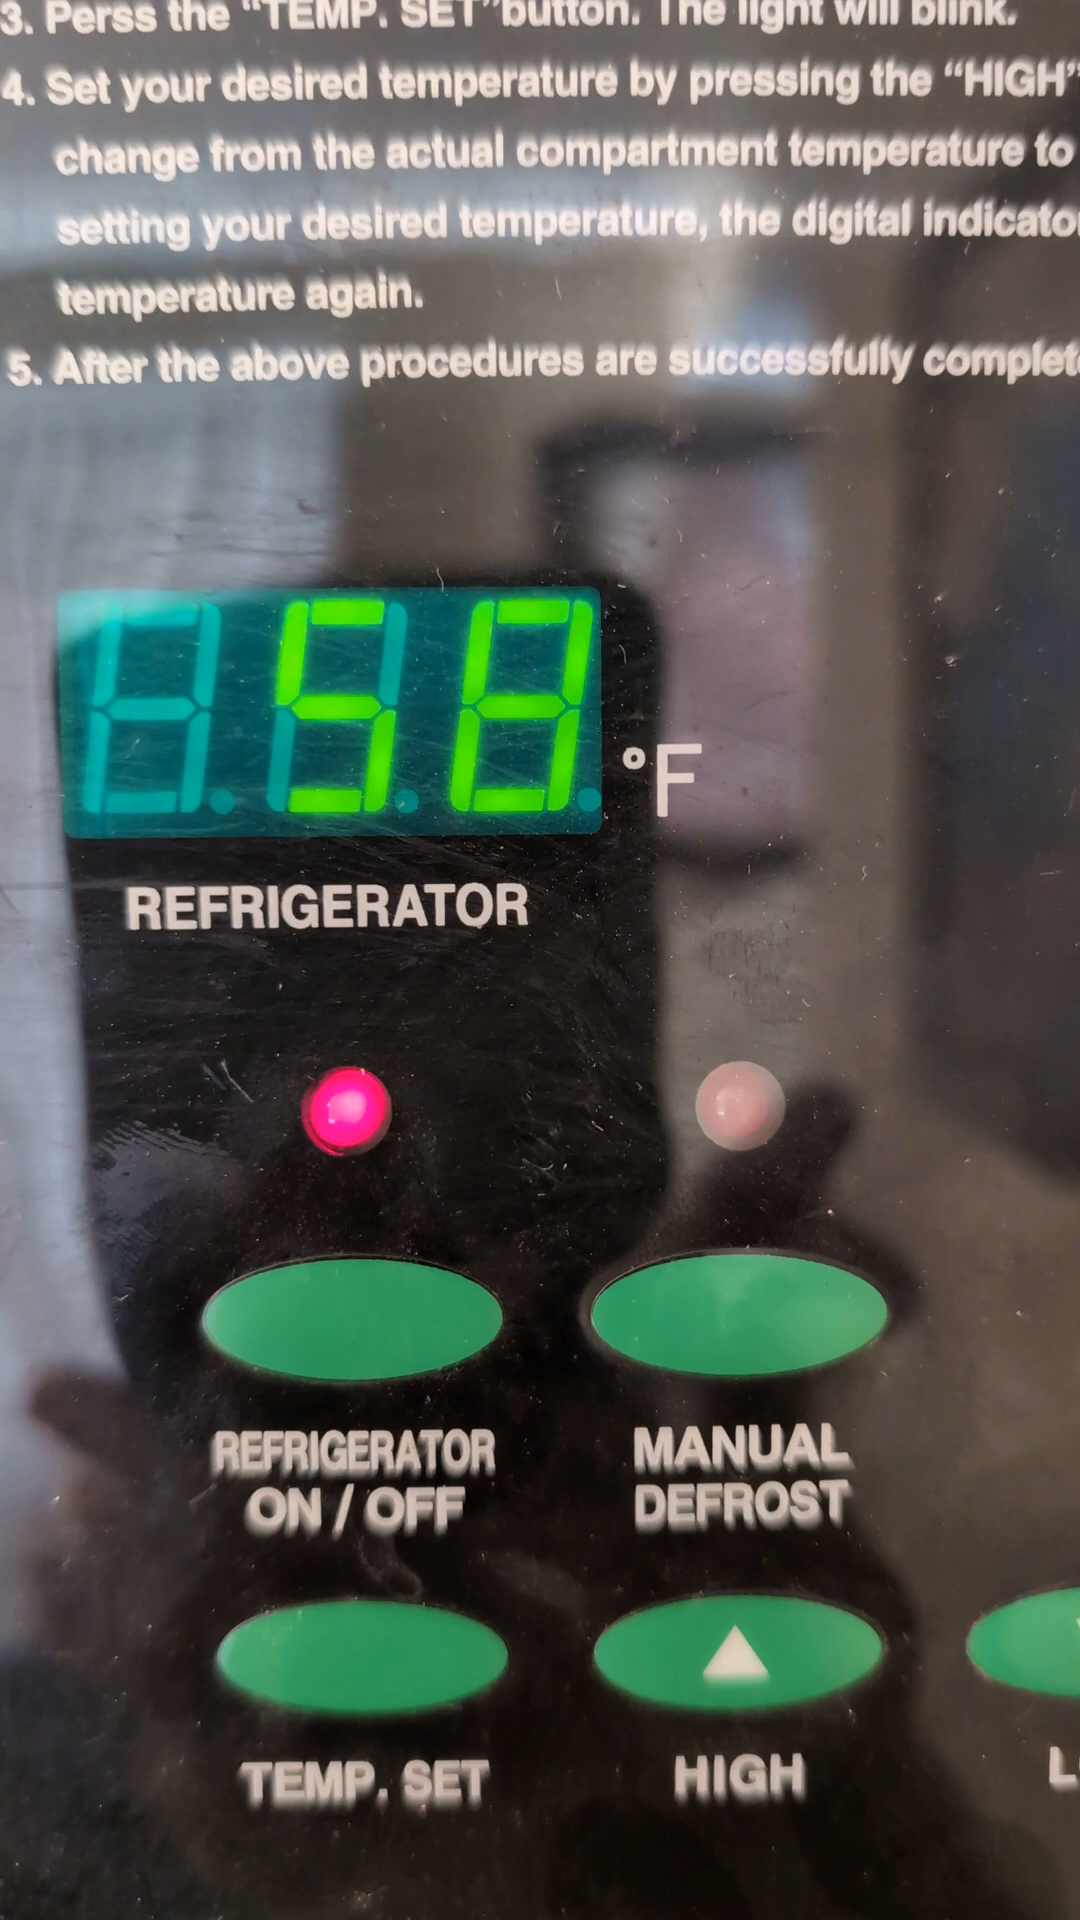 3. Perss the “TEMP. SET”button. The light will blink.
4. Set your desired temperature by pressing the “HIGH”
change from the actual compartment temperature to
setting your desired temperature, the digital indicator
temperature again.
5. After the above procedures are successfully complete
50 °F
REFRIGERATOR
REFRIGERATOR
ON / OFF
MANUAL
DEFROST
TEMP. SET
HIGH